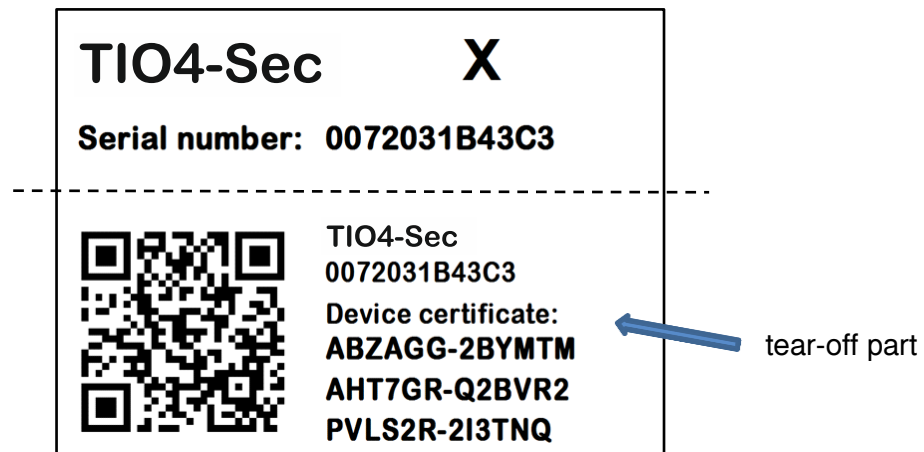 TIO4-Sec X
Serial number: 0072031B43C3
TIO4-Sec
0072031B43C3
Device certificate:
ABZAGG-2BYMTM
AHT7GR-Q2BVR2
PVLS2R-2I3TNQ
tear-off part